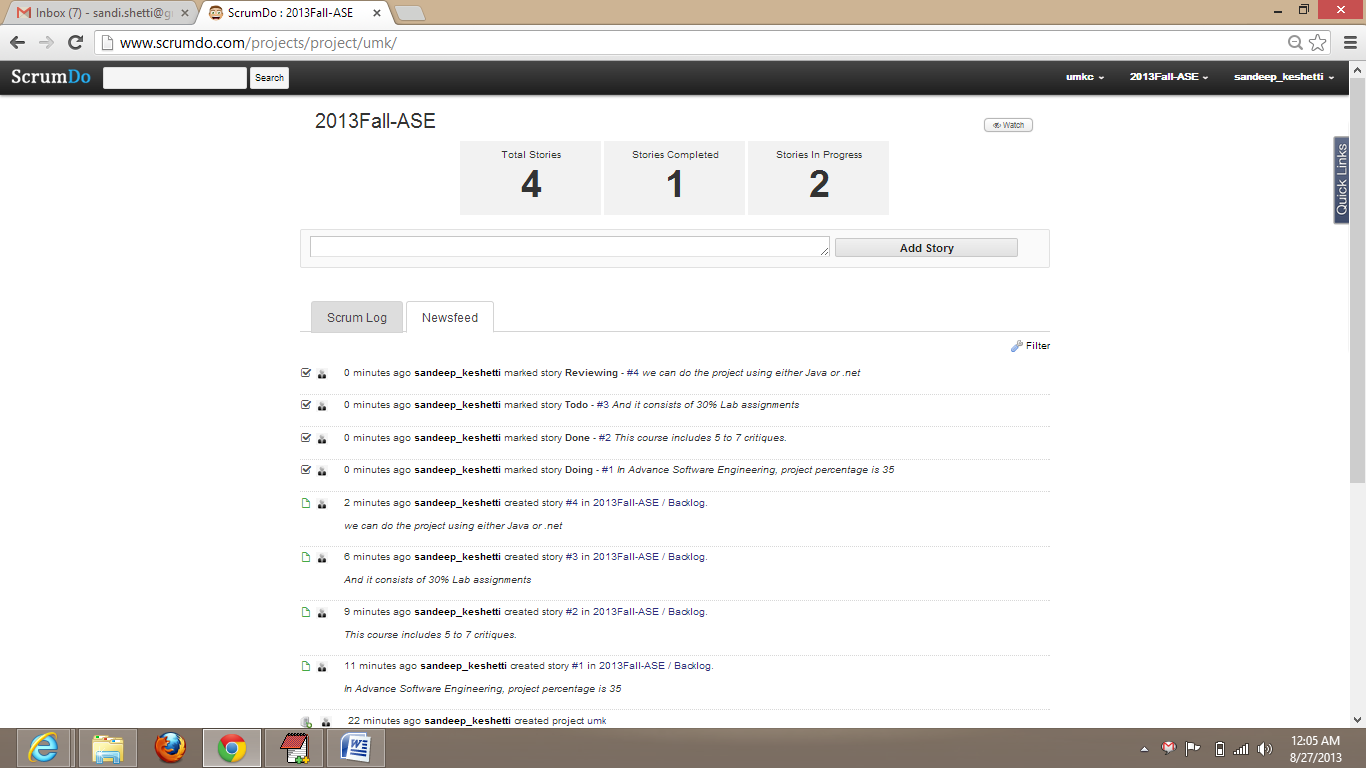 Inbox (7) - sandi.shetti@g
ScrumDo : 2013Fall-ASE
www.scrumdo.com/projects/project/umk/
ScrumDo Search umkc 2013Fall-ASE sandeep_keshetti
2013Fall-ASE
Watch
Quick Links
Total Stories Stories Completed Stories In Progress
4 1 2
Add Story
Scrum Log Newsfeed
Filter
0 minutes ago sandeep_keshetti marked story Reviewing - #4 we can do the project using either Java or .net
0 minutes ago sandeep_keshetti marked story Todo - #3 And it consists of 30% Lab assignments
0 minutes ago sandeep_keshetti marked story Done - #2 This course includes 5 to 7 critiques.
0 minutes ago sandeep_keshetti marked story Doing - #1 In Advance Software Engineering, project percentage is 35
2 minutes ago sandeep_keshetti created story #4 in 2013Fall-ASE / Backlog.
we can do the project using either Java or .net
6 minutes ago sandeep_keshetti created story #3 in 2013Fall-ASE / Backlog.
And it consists of 30% Lab assignments
9 minutes ago sandeep_keshetti created story #2 in 2013Fall-ASE / Backlog.
This course includes 5 to 7 critiques.
11 minutes ago sandeep_keshetti created story #1 in 2013Fall-ASE / Backlog.
In Advance Software Engineering, project percentage is 35
22 minutes ago sandeep_keshetti created project umk
12:05 AM
8/27/2013